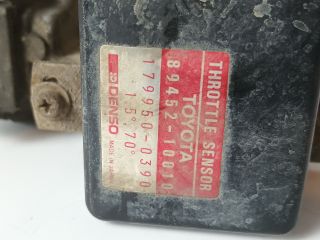 THROTTLE SENSOR
TOYOTA
89452-10010
179950-0390
15°70°
DENSO
MADE IN JAPAN